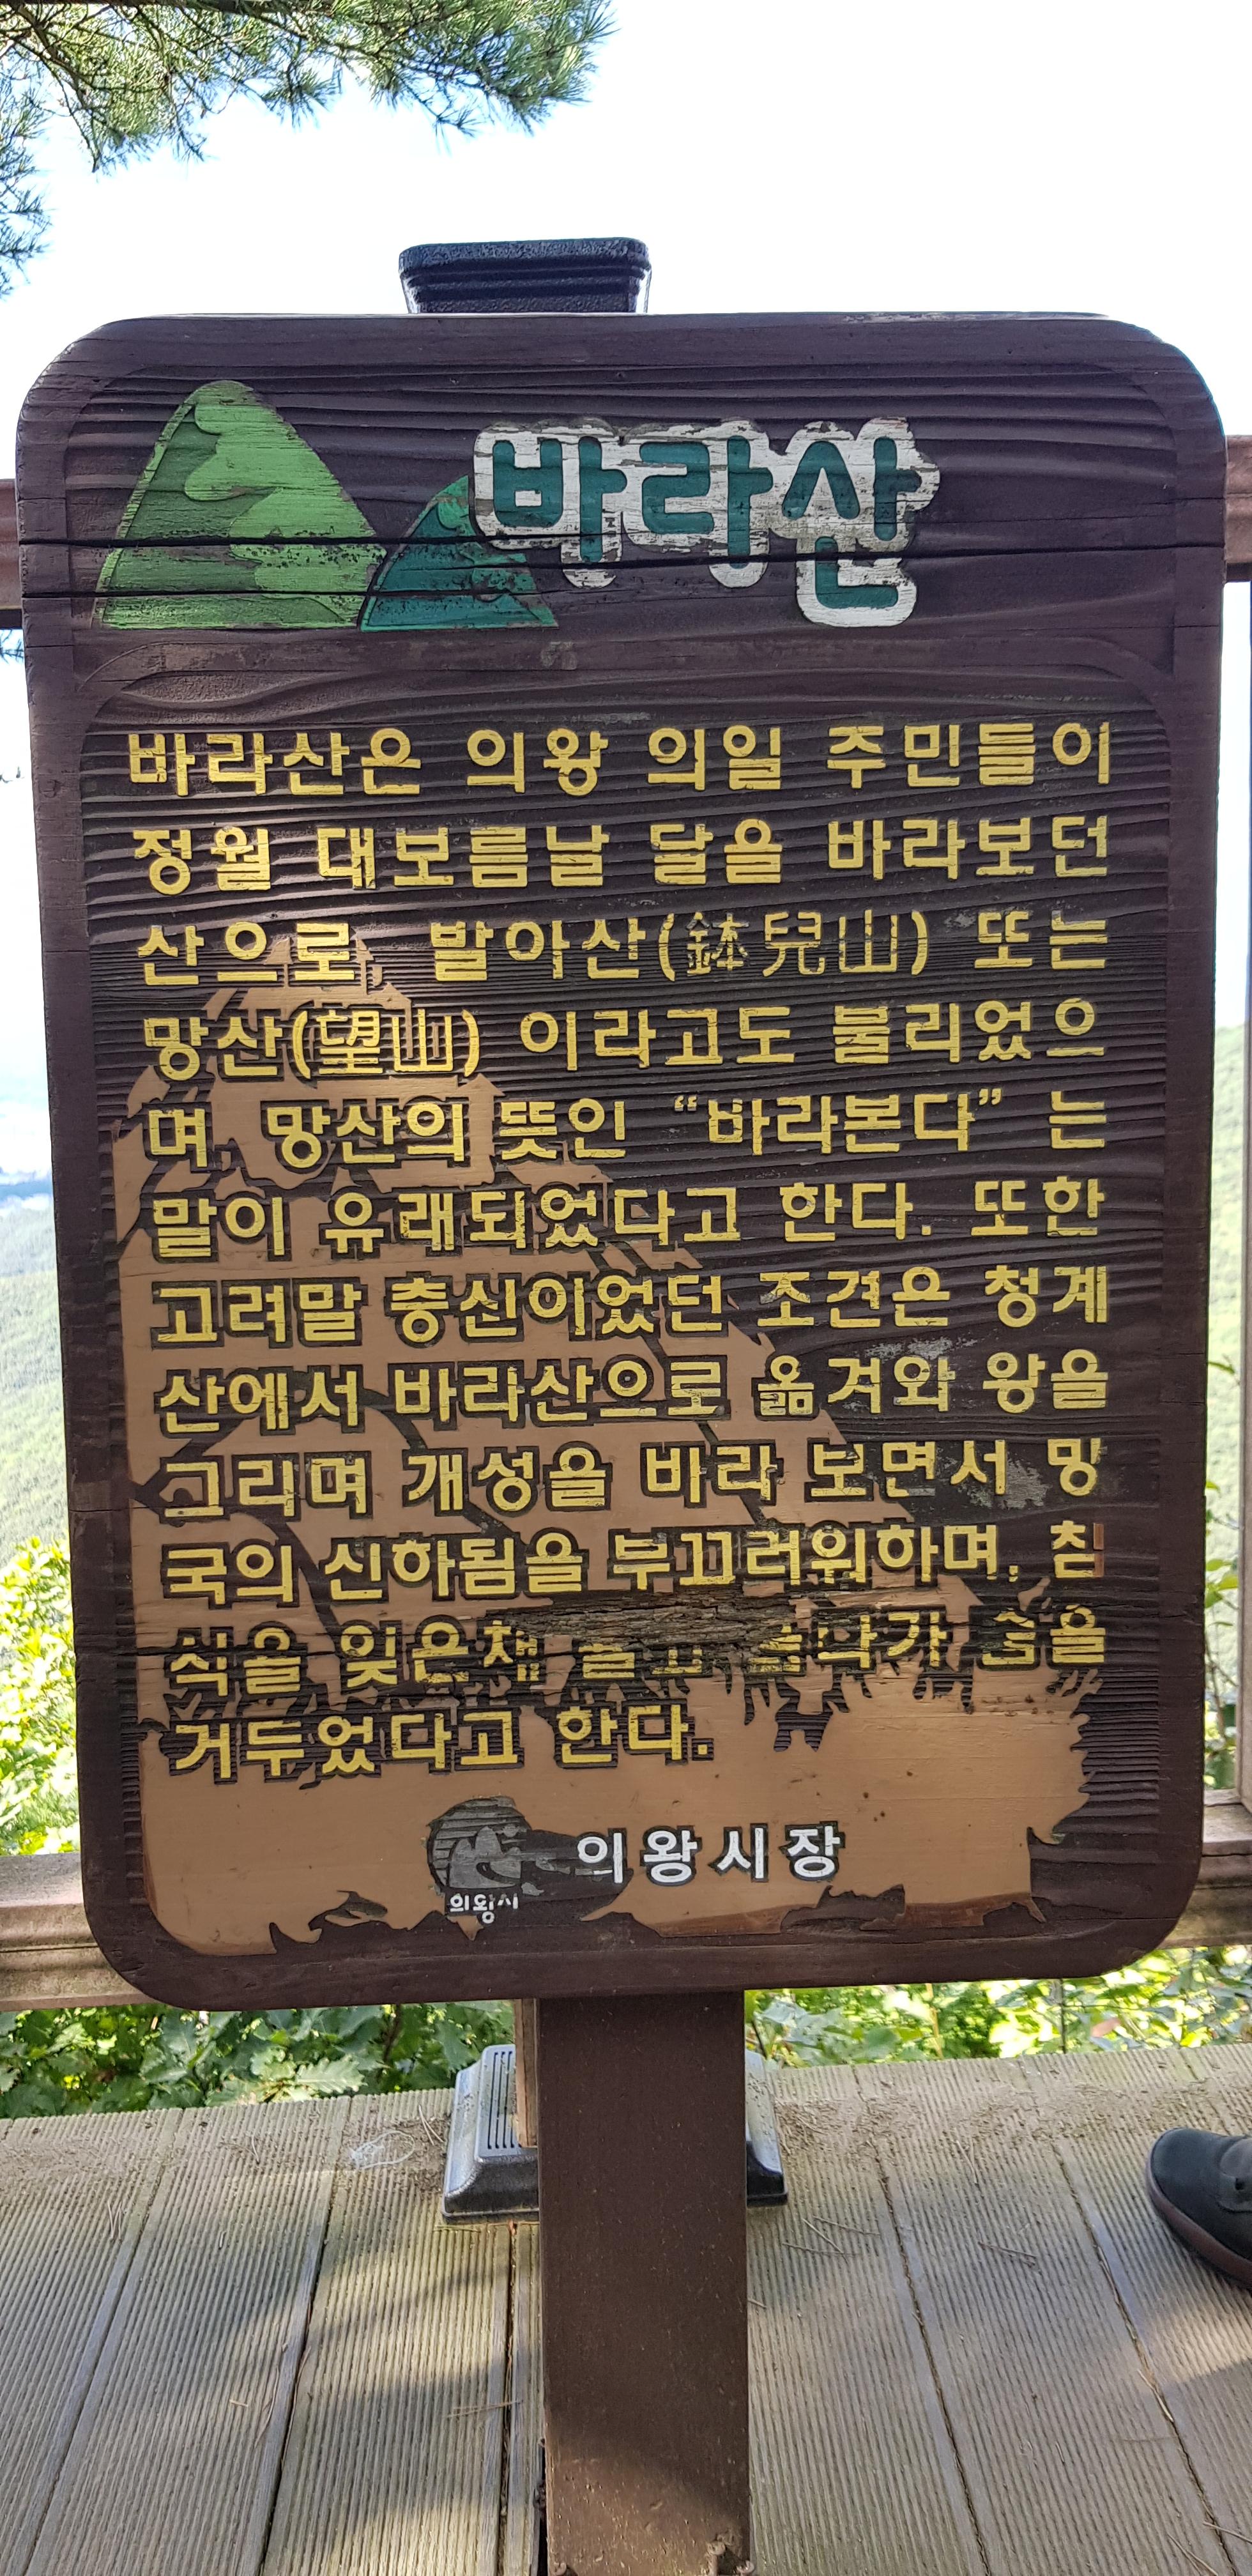 바라산
바라산은 의왕 의일 주민들이
정월 대보름날 달을 바라보던
산으로, 발아산(鉢兒山) 또는
망산(望山) 이라고도 불리었으
며, 망산의 뜻인 “바라본다” 는
말이 유래되었다고 한다. 또한
고려말 충신이었던 조견은 청계
산에서 바라산으로 옮겨와 왕을
그리며 개성을 바라 보면서 망
국의 신하됨을 부끄러워하며, 침
식을 잊은채 숨을
거두었다고 한다.
의왕시 의왕시장